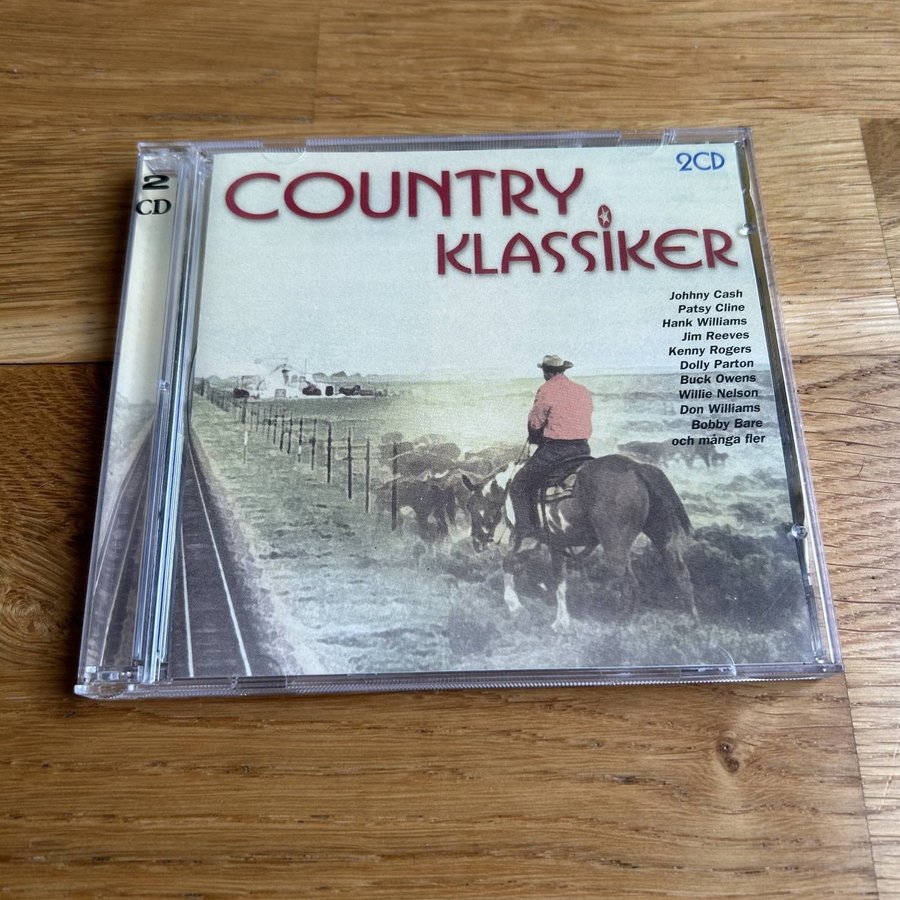 2
CD
2CD
COUNTRY
KLASSIKER
Johhny Cash
Patsy Cline
Hank Williams
Jim Reeves
Kenny Rogers
Dolly Parton
Buck Owens
Willie Nelson
Don Williams
Bobby Bare
och många fler